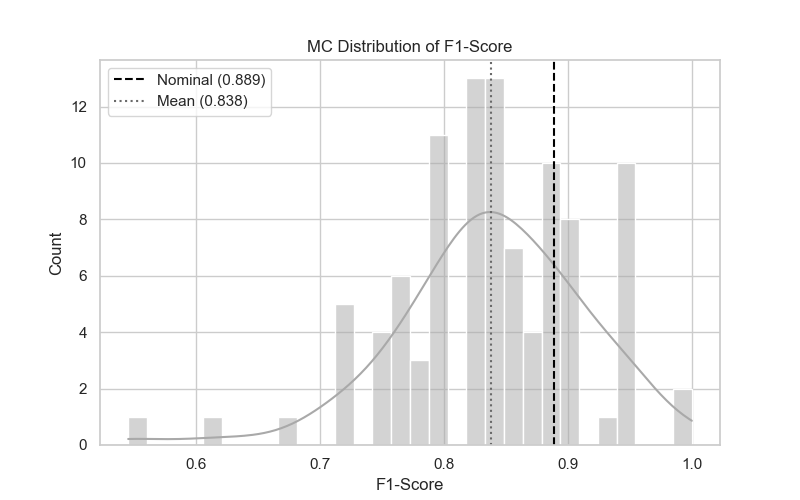 MC Distribution of F1-Score
Nominal (0.889)
Mean (0.838)
Count
12
10
8
6
4
2
0
0.6 0.7 0.8 0.9 1.0
F1-Score